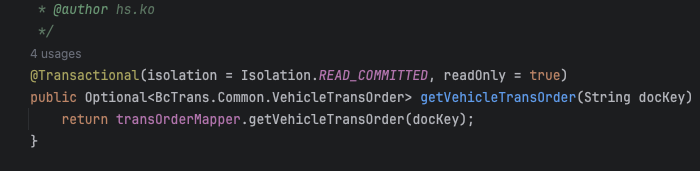 * @author hs.ko
*/
4 usages
@Transactional(isolation = Isolation.READ_COMMITTED, readOnly = true)
public Optional<BcTrans.Common.VehicleTransOrder> getVehicleTransOrder(String docKey)
return transOrderMapper.getVehicleTransOrder(docKey);
}